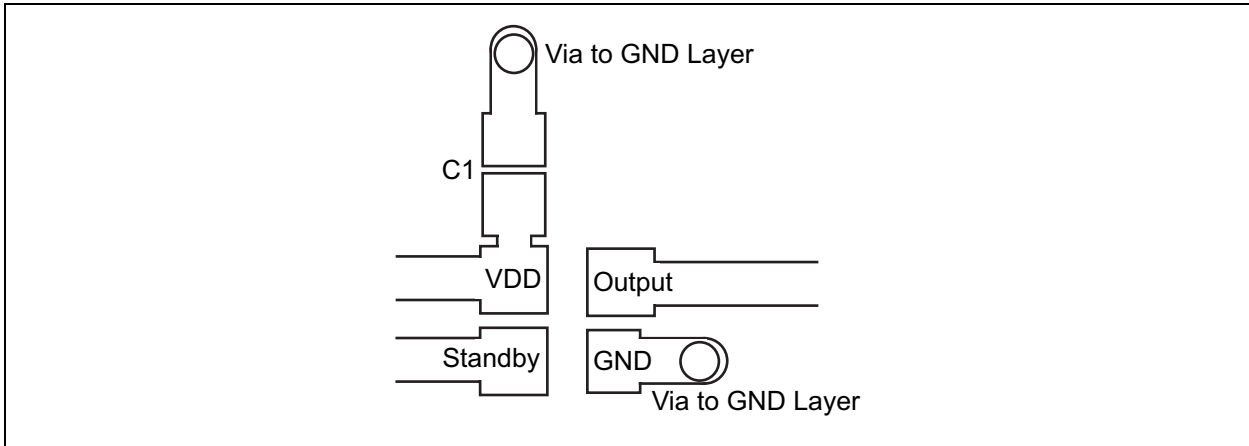 Via to GND Layer
C1
VDD
Output
Standby
GND
Via to GND Layer